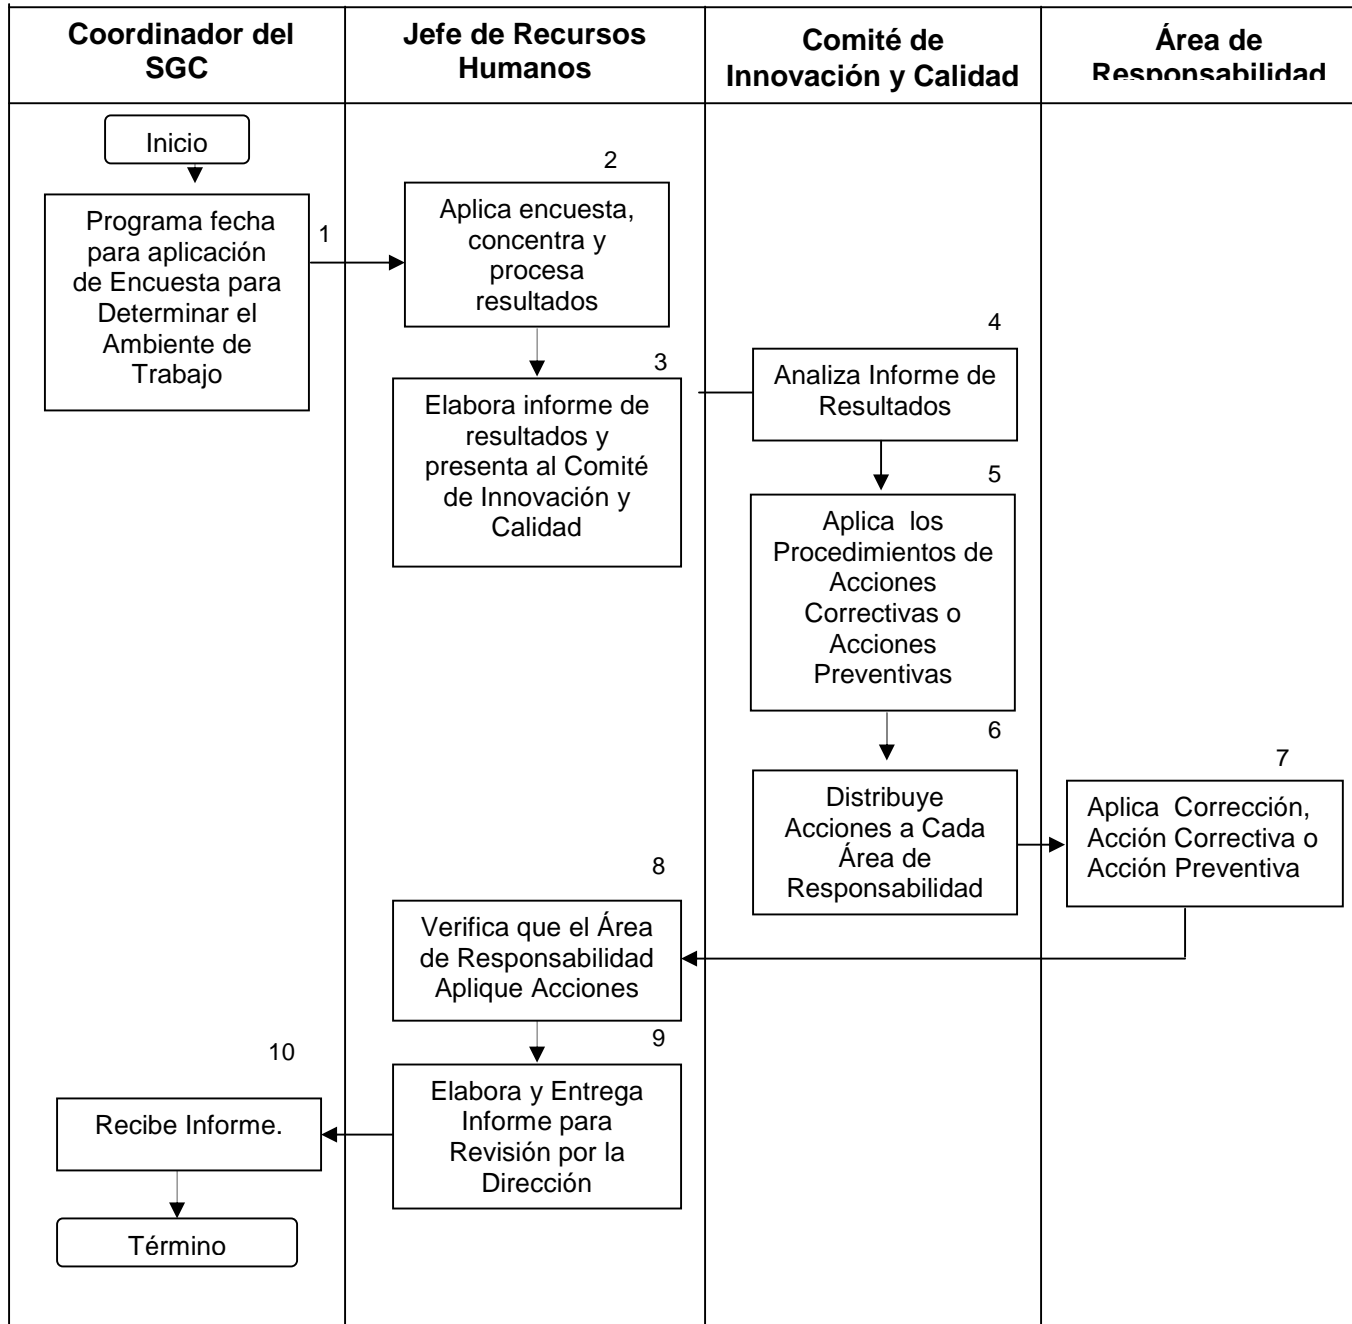 Coordinador del
SGC
Jefe de Recursos
Humanos
Comité de
Innovación y Calidad
Área de
Responsabilidad
Inicio
Programa fecha
para aplicación
de Encuesta para
Determinar el
Ambiente de
Trabajo
1
2
Aplica encuesta,
concentra y
procesa
resultados
3
Elabora informe de
resultados y
presenta al Comité
de Innovación y
Calidad
4
Analiza Informe de
Resultados
5
Aplica los
Procedimientos de
Acciones
Correctivas o
Acciones
Preventivas
6
Distribuye
Acciones a Cada
Área de
Responsabilidad
7
Aplica Corrección,
Acción Correctiva o
Acción Preventiva
8
Verifica que el Área
de Responsabilidad
Aplique Acciones
9
Elabora y Entrega
Informe para
Revisión por la
Dirección
10
Recibe Informe.
Término